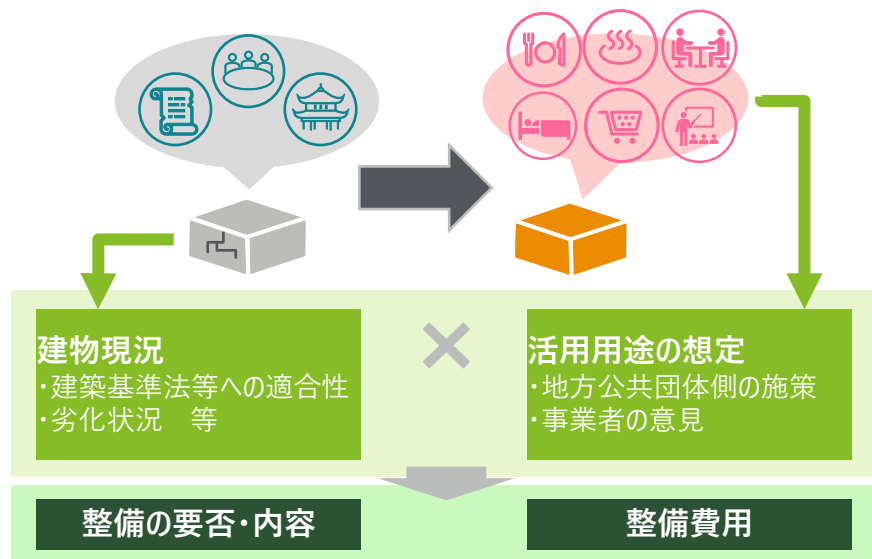 建物現況
・建築基準法等への適合性
・劣化状況　等
×
活用用途の想定
・地方公共団体側の施策
・事業者の意見
整備の要否・内容
整備費用